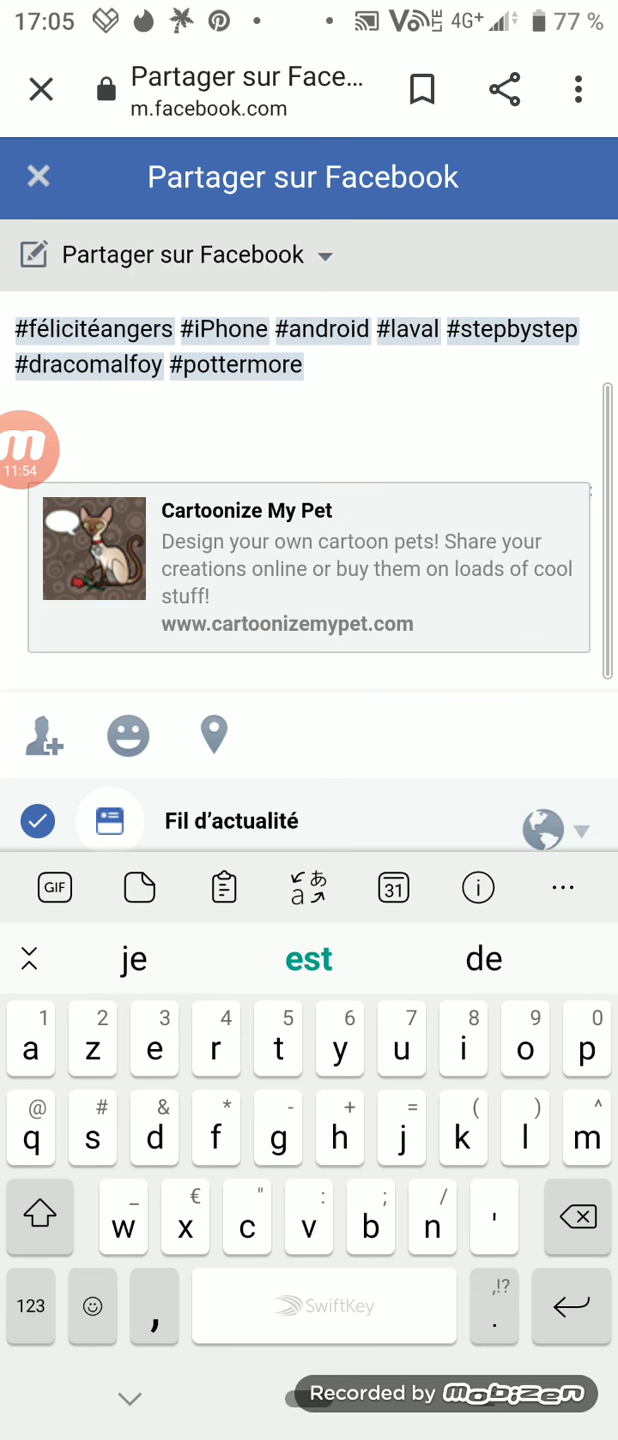 17:05 4G+ 77 %
Partager sur Face...
m.facebook.com
Partager sur Facebook
Partager sur Facebook
#félicitéangers #iPhone #android #laval #stepbystep
#dracomalfoy #pottermore
11:54
Cartoonize My Pet
Design your own cartoon pets! Share your
creations online or buy them on loads of cool
stuff!
www.cartoonizemypet.com
Fil d’actualité
GIF 31
je est de
1 2 3 4 5 6 7 8 9 0
a z e r t y u i o p
@ # & * - + = ( ) ^
q s d f g h j k l m
_ € " : ; /
w x c v b n '
,!?
123 , SwiftKey .
Recorded by mobizen